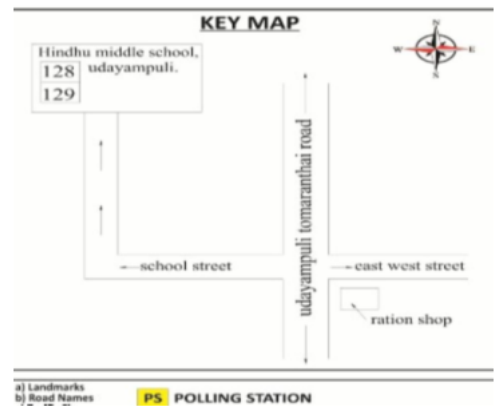 KEY MAP
Hindhu middle school,
128 udayampuli.
129
N
W E
S
udayampuli tomaranthai road
school street
east west street
ration shop
a) Landmarks
b) Road Names
PS POLLING STATION